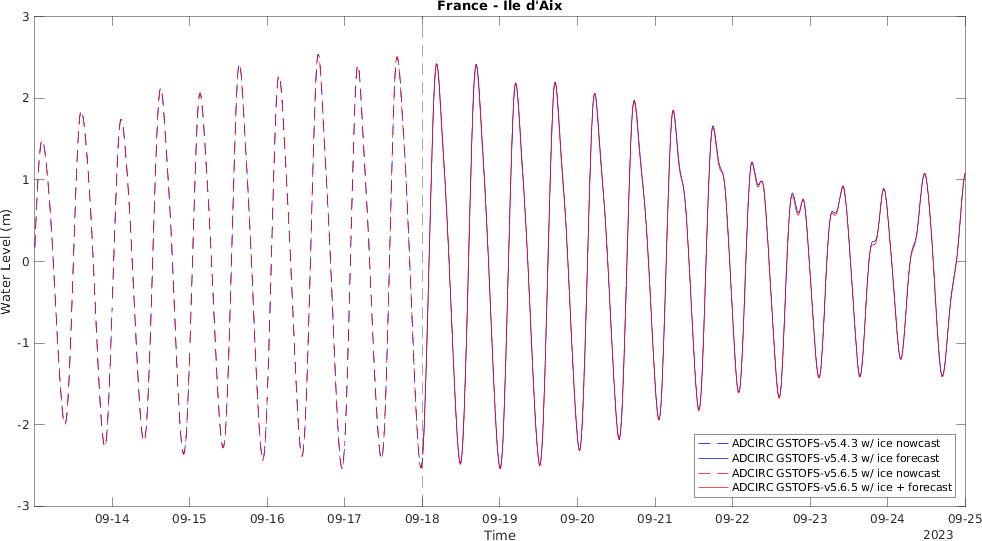 France - Ile d'Aix
3
2
1
0
-1
-2
-3
Water Level (m)
09-14 09-15 09-16 09-17 09-18 09-19 09-20 09-21 09-22 09-23 09-24 09-25
Time
2023
ADCIRC GSTOFS-v5.4.3 w/ ice nowcast
ADCIRC GSTOFS-v5.4.3 w/ ice forecast
ADCIRC GSTOFS-v5.6.5 w/ ice nowcast
ADCIRC GSTOFS-v5.6.5 w/ ice + forecast